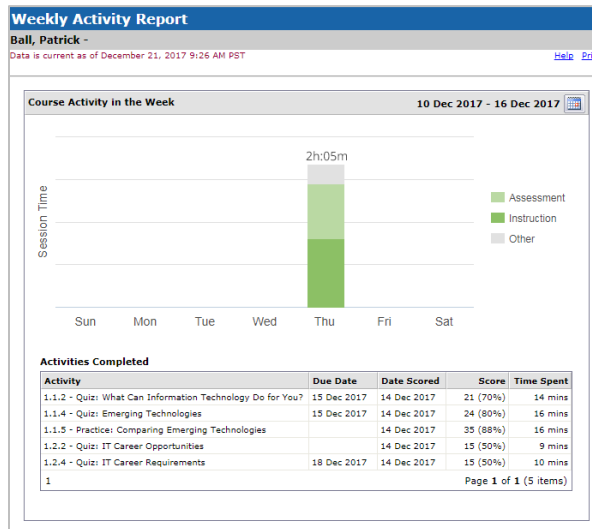 Weekly Activity Report
Ball, Patrick -
Data is current as of December 21, 2017 9:26 AM PST Help
Course Activity in the Week 10 Dec 2017 - 16 Dec 2017
2h:05m
Session Time
Assessment
Instruction
Other
Sun Mon Tue Wed Thu Fri Sat
Activities Completed
Activity Due Date Date Scored Score Time Spent
1.1.2 - Quiz: What Can Information Technology Do for You? 15 Dec 2017 14 Dec 2017 21 (70%) 14 mins
1.1.4 - Quiz: Emerging Technologies 15 Dec 2017 14 Dec 2017 24 (80%) 16 mins
1.1.5 - Practice: Comparing Emerging Technologies 14 Dec 2017 35 (88%) 16 mins
1.2.2 - Quiz: IT Career Opportunities 14 Dec 2017 15 (50%) 9 mins
1.2.4 - Quiz: IT Career Requirements 18 Dec 2017 14 Dec 2017 15 (50%) 10 mins
1 Page 1 of 1 (5 items)